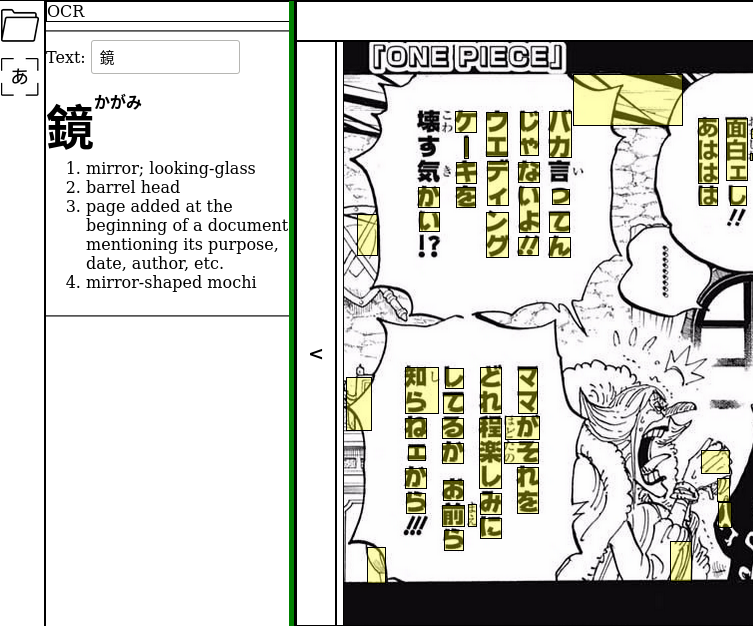 OCR
あ
Text: 鏡
かがみ
鏡
1. mirror; looking-glass
2. barrel head
3. page added at the
beginning of a document
mentioning its purpose,
date, author, etc.
4. mirror-shaped mochi
<
『ONE PIECE』
面白ェし!!
あははは
バカ言ってん
じゃないよ!!
ウエディング
ケーキを
壊す気かい!?
ママがそれを
どれ程楽しみに
してるか お前ら
知らねェから!!!